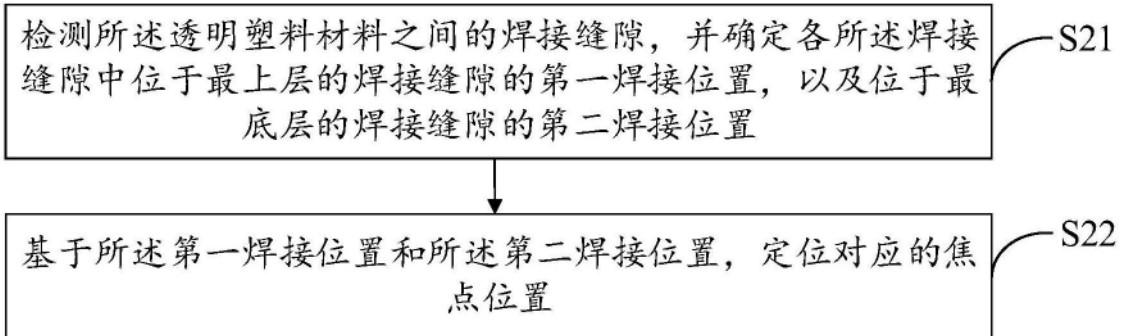 检测所述透明塑料材料之间的焊接缝隙，并确定各所述焊接
缝隙中位于最上层的焊接缝隙的第一焊接位置，以及位于最
底层的焊接缝隙的第二焊接位置
S21
基于所述第一焊接位置和所述第二焊接位置，定位对应的焦
点位置
S22